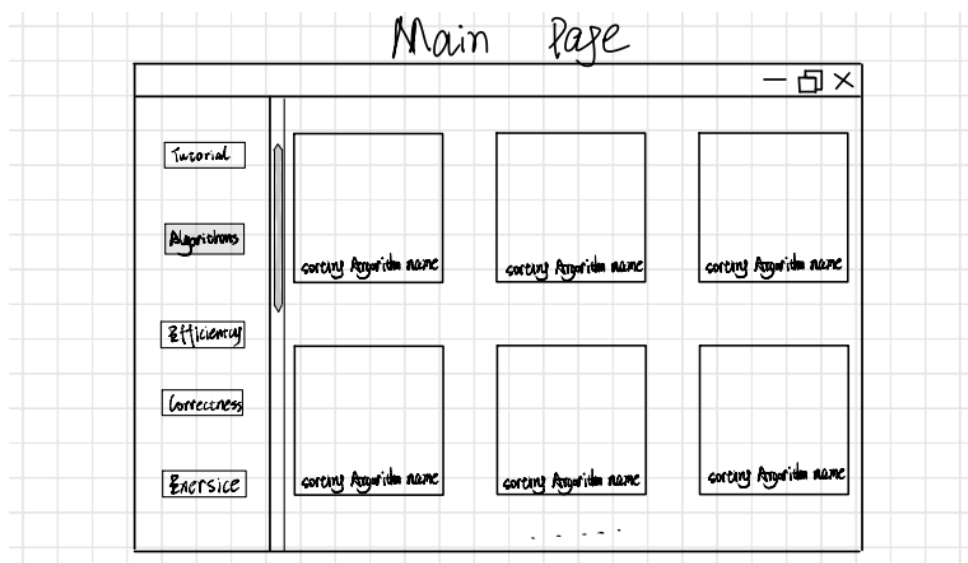 Main Page
Tutorial
Algorithms
Efficiency
Correctness
Exersice
sorting Algorithm name
sorting Algorithm name
sorting Algorithm name
sorting Algorithm name
sorting Algorithm name
sorting Algorithm name